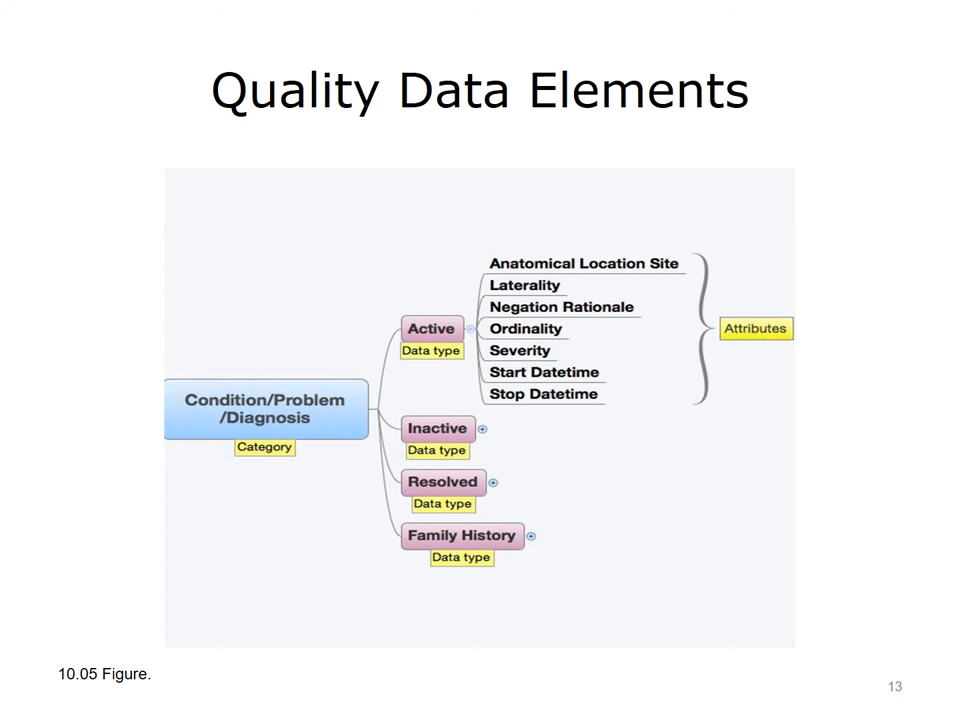 Quality Data Elements
Anatomical Location Site
Laterality
Negation Rationale
Active
Ordinality
Attributes
Data type
Severity
Start Datetime
Stop Datetime
Condition/Problem
/Diagnosis
Category
Inactive
Data type
Resolved
Data type
Family History
Data type
10.05 Figure.
13